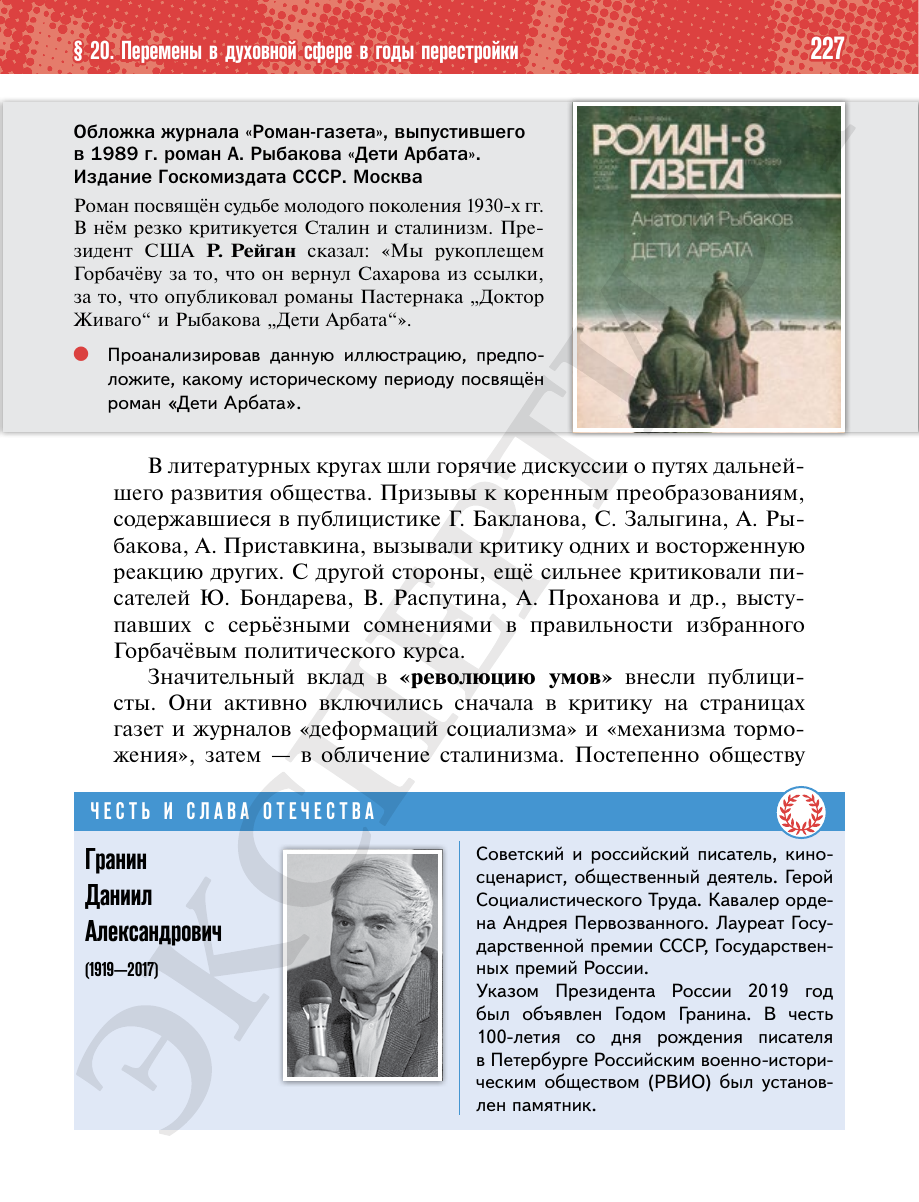 § 20. Перемены в духовной сфере в годы перестройки
227
Обложка журнала «Роман-газета», выпустившего
в 1989 г. роман А. Рыбакова «Дети Арбата».
Издание Госкомиздата СССР. Москва
Роман посвящён судьбе молодого поколения 1930-х гг.
В нём резко критикуется Сталин и сталинизм. Пре-
зидент США Р. Рейган сказал: «Мы рукоплещем
Горбачёву за то, что он вернул Сахарова из ссылки,
за то, что опубликовал романы Пастернака „Доктор
Живаго“ и Рыбакова „Дети Арбата“».
Проанализировав данную иллюстрацию, предпо-
ложите, какому историческому периоду посвящён
роман «Дети Арбата».
РОМАН-8
ГАЗЕТА
Анатолий Рыбаков
ДЕТИ АРБАТА
В литературных кругах шли горячие дискуссии о путях дальней-
шего развития общества. Призывы к коренным преобразованиям,
содержавшиеся в публицистике Г. Бакланова, С. Залыгина, А. Ры-
бакова, А. Приставкина, вызывали критику одних и восторженную
реакцию других. С другой стороны, ещё сильнее критиковали пи-
сателей Ю. Бондарева, В. Распутина, А. Проханова и др., высту-
павших с серьёзными сомнениями в правильности избранного
Горбачёвым политического курса.
Значительный вклад в «революцию умов» внесли публици-
сты. Они активно включились сначала в критику на страницах
газет и журналов «деформаций социализма» и «механизма тормо-
жения», затем — в обличение сталинизма. Постепенно обществу
ЧЕСТЬ И СЛАВА ОТЕЧЕСТВА
Гранин
Даниил
Александрович
(1919—2017)
Советский и российский писатель, кино-
сценарист, общественный деятель. Герой
Социалистического Труда. Кавалер орде-
на Андрея Первозванного. Лауреат Госу-
дарственной премии СССР, Государствен-
ных премий России.
Указом Президента России 2019 год
был объявлен Годом Гранина. В честь
100-летия со дня рождения писателя
в Петербурге Российским военно-истори-
ческим обществом (РВИО) был установ-
лен памятник.